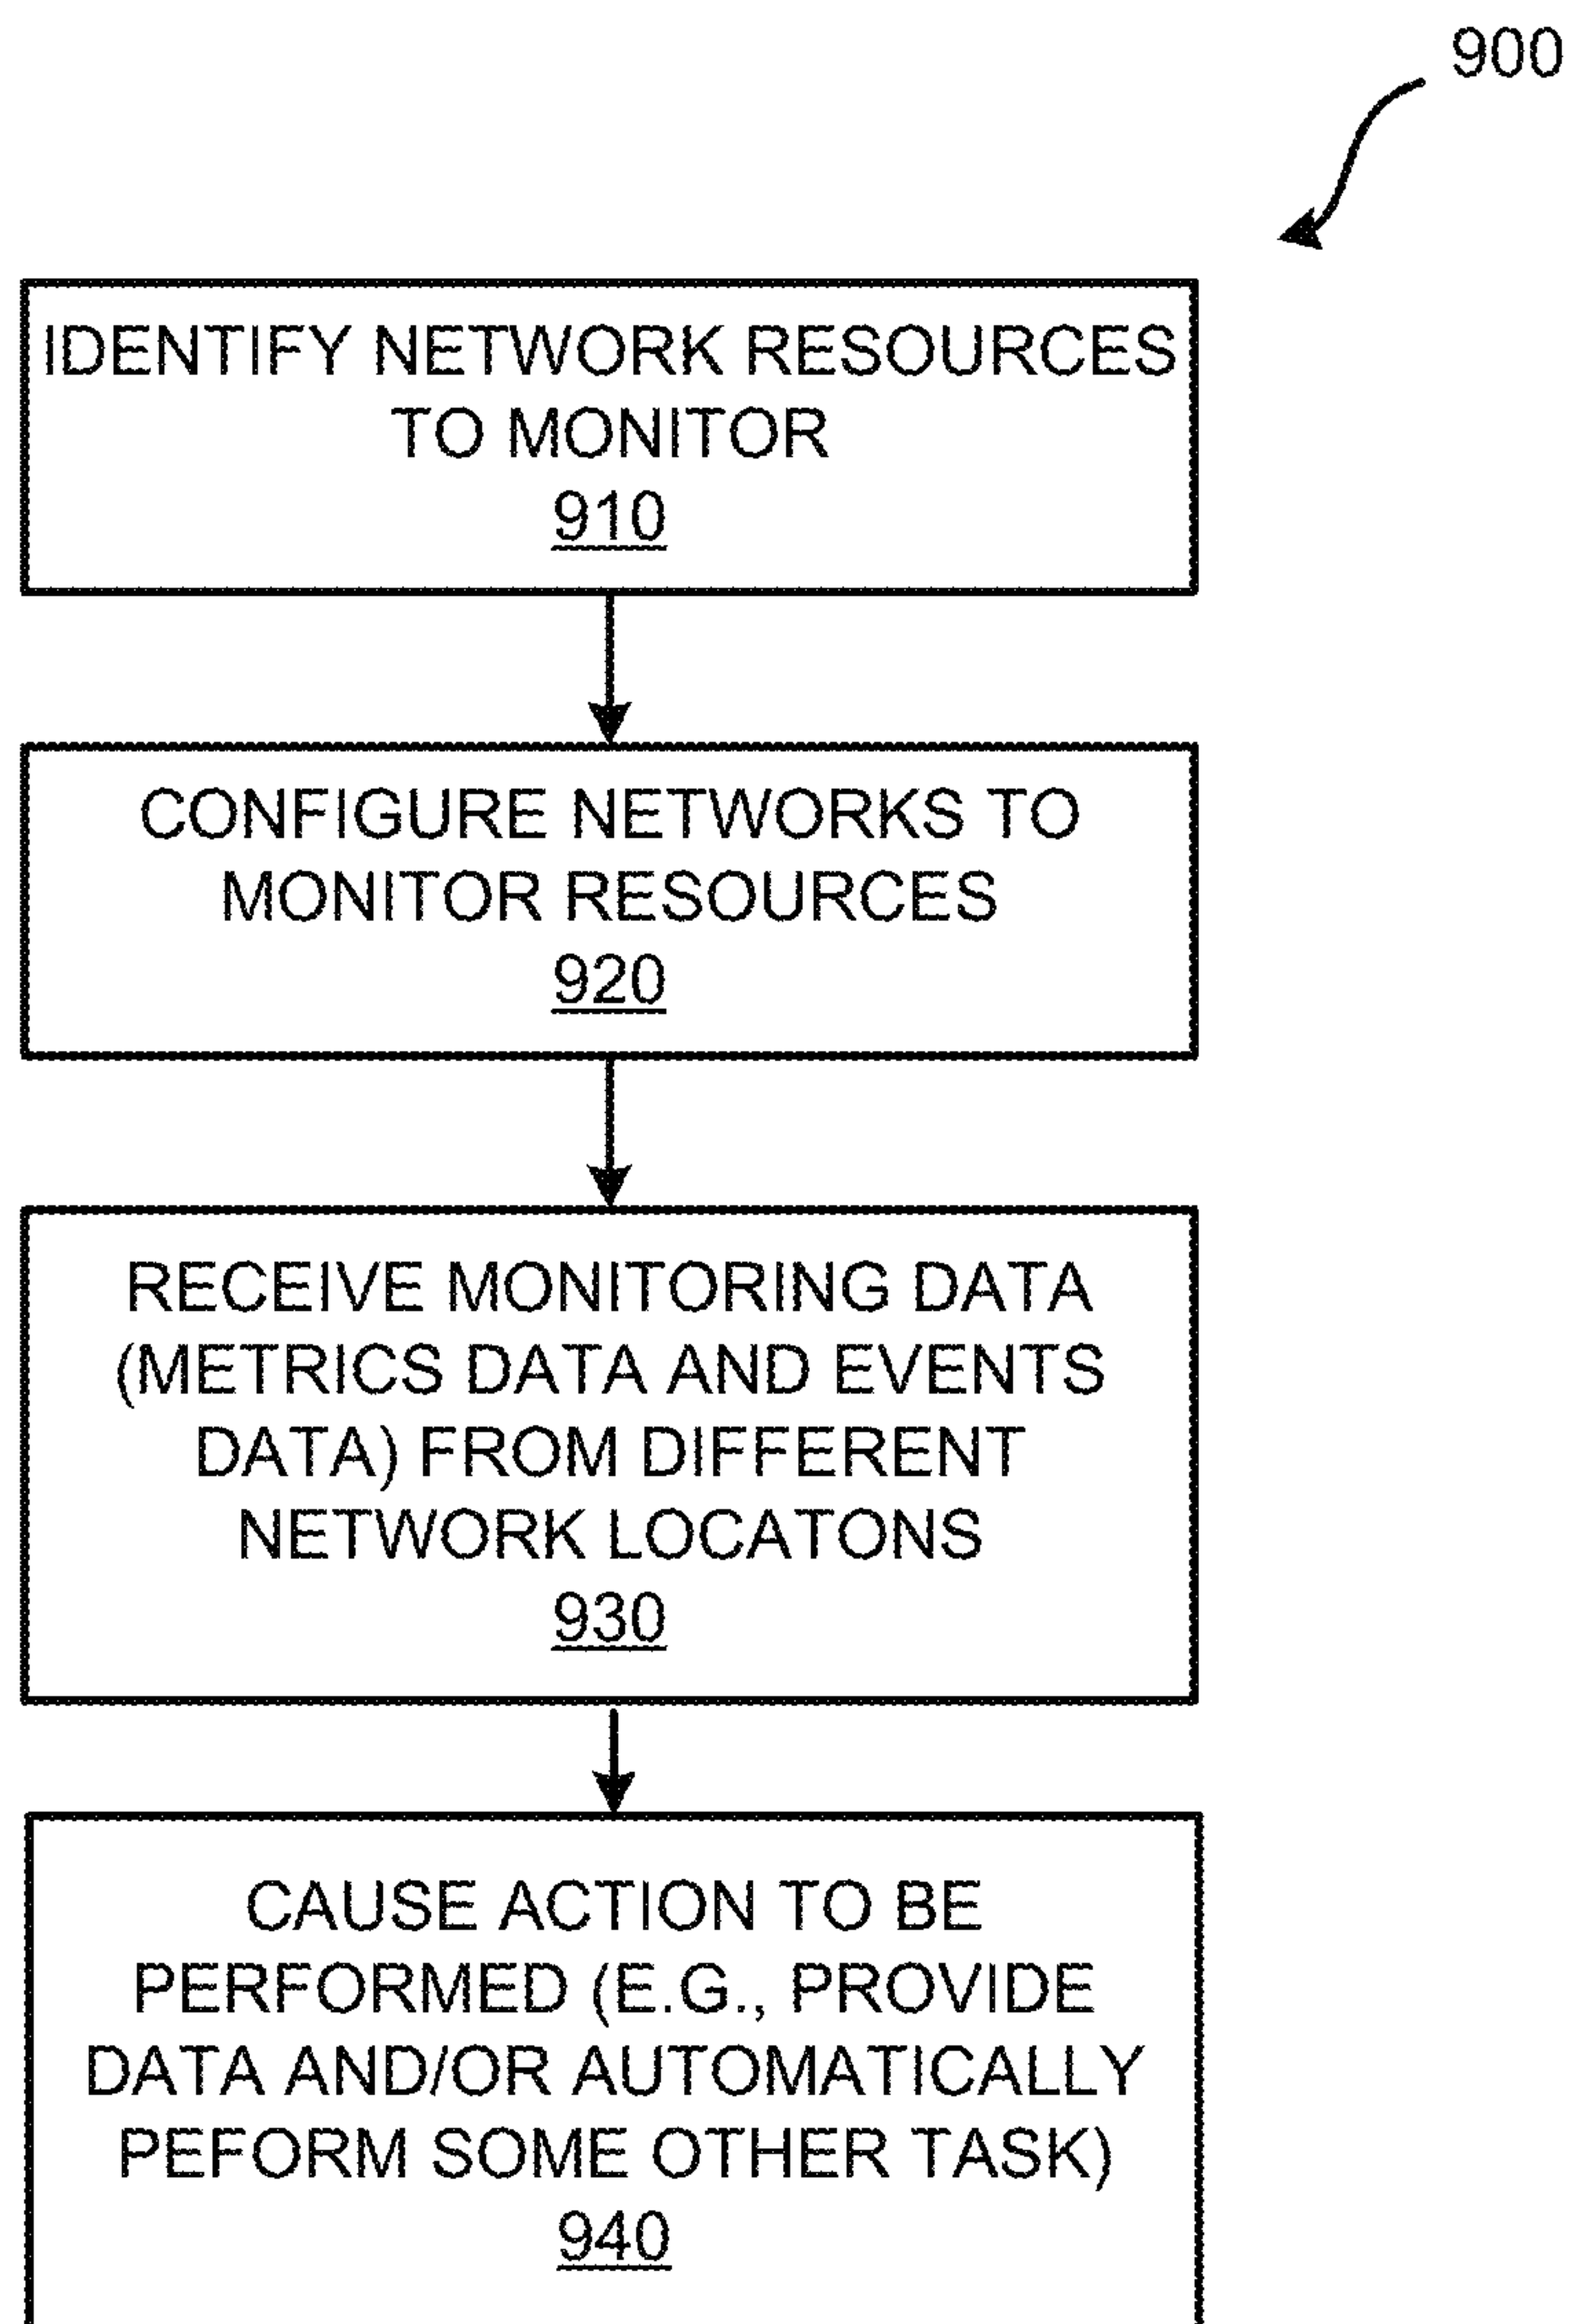 900
IDENTIFY NETWORK RESOURCES
TO MONITOR
910
CONFIGURE NETWORKS TO
MONITOR RESOURCES
920
RECEIVE MONITORING DATA
(METRICS DATA AND EVENTS
DATA) FROM DIFFERENT
NETWORK LOCATONS
930
CAUSE ACTION TO BE
PERFORMED (E.G., PROVIDE
DATA AND/OR AUTOMATICALLY
PEFORM SOME OTHER TASK)
940